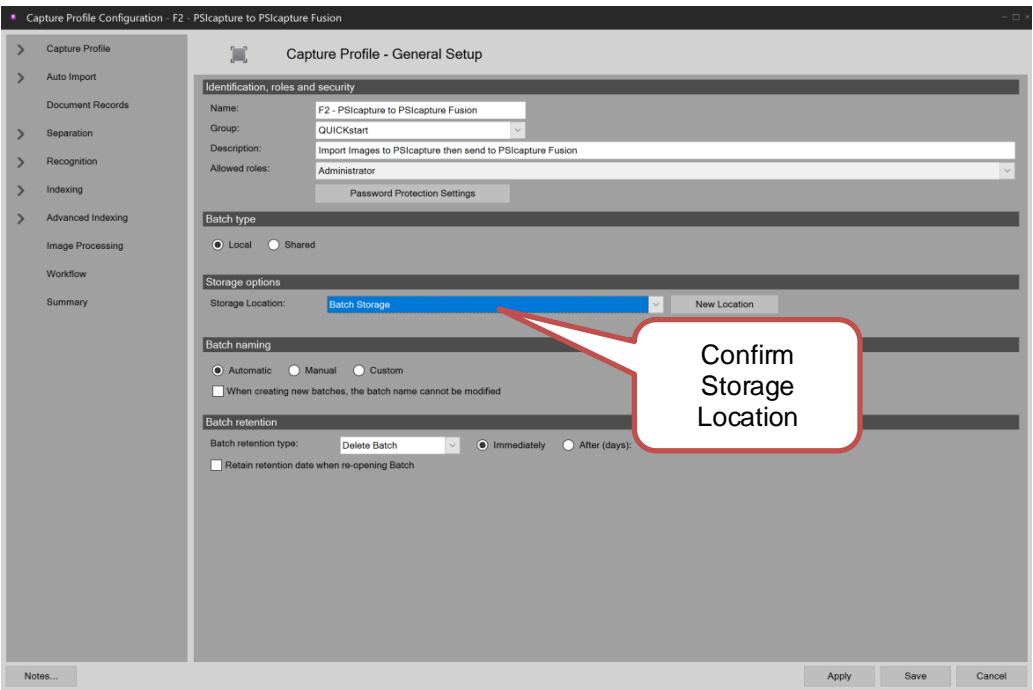 Capture Profile Configuration - F2 - PSIcapture to PSIcapture Fusion
Capture Profile
Auto Import
Document Records
Separation
Recognition
Indexing
Advanced Indexing
Image Processing
Workflow
Summary
Capture Profile - General Setup
Identification, roles and security
Name: F2 - PSIcapture to PSIcapture Fusion
Group: QUICKstart
Description: Import Images to PSIcapture then send to PSIcapture Fusion
Allowed roles: Administrator
Password Protection Settings
Batch type
Local Shared
Storage options
Storage Location: Batch Storage New Location
Confirm
Storage
Location
Batch naming
Automatic Manual Custom
When creating new batches, the batch name cannot be modified
Batch retention
Batch retention type: Delete Batch Immediately After (days):
Retain retention date when re-opening Batch
Notes... Apply Save Cancel